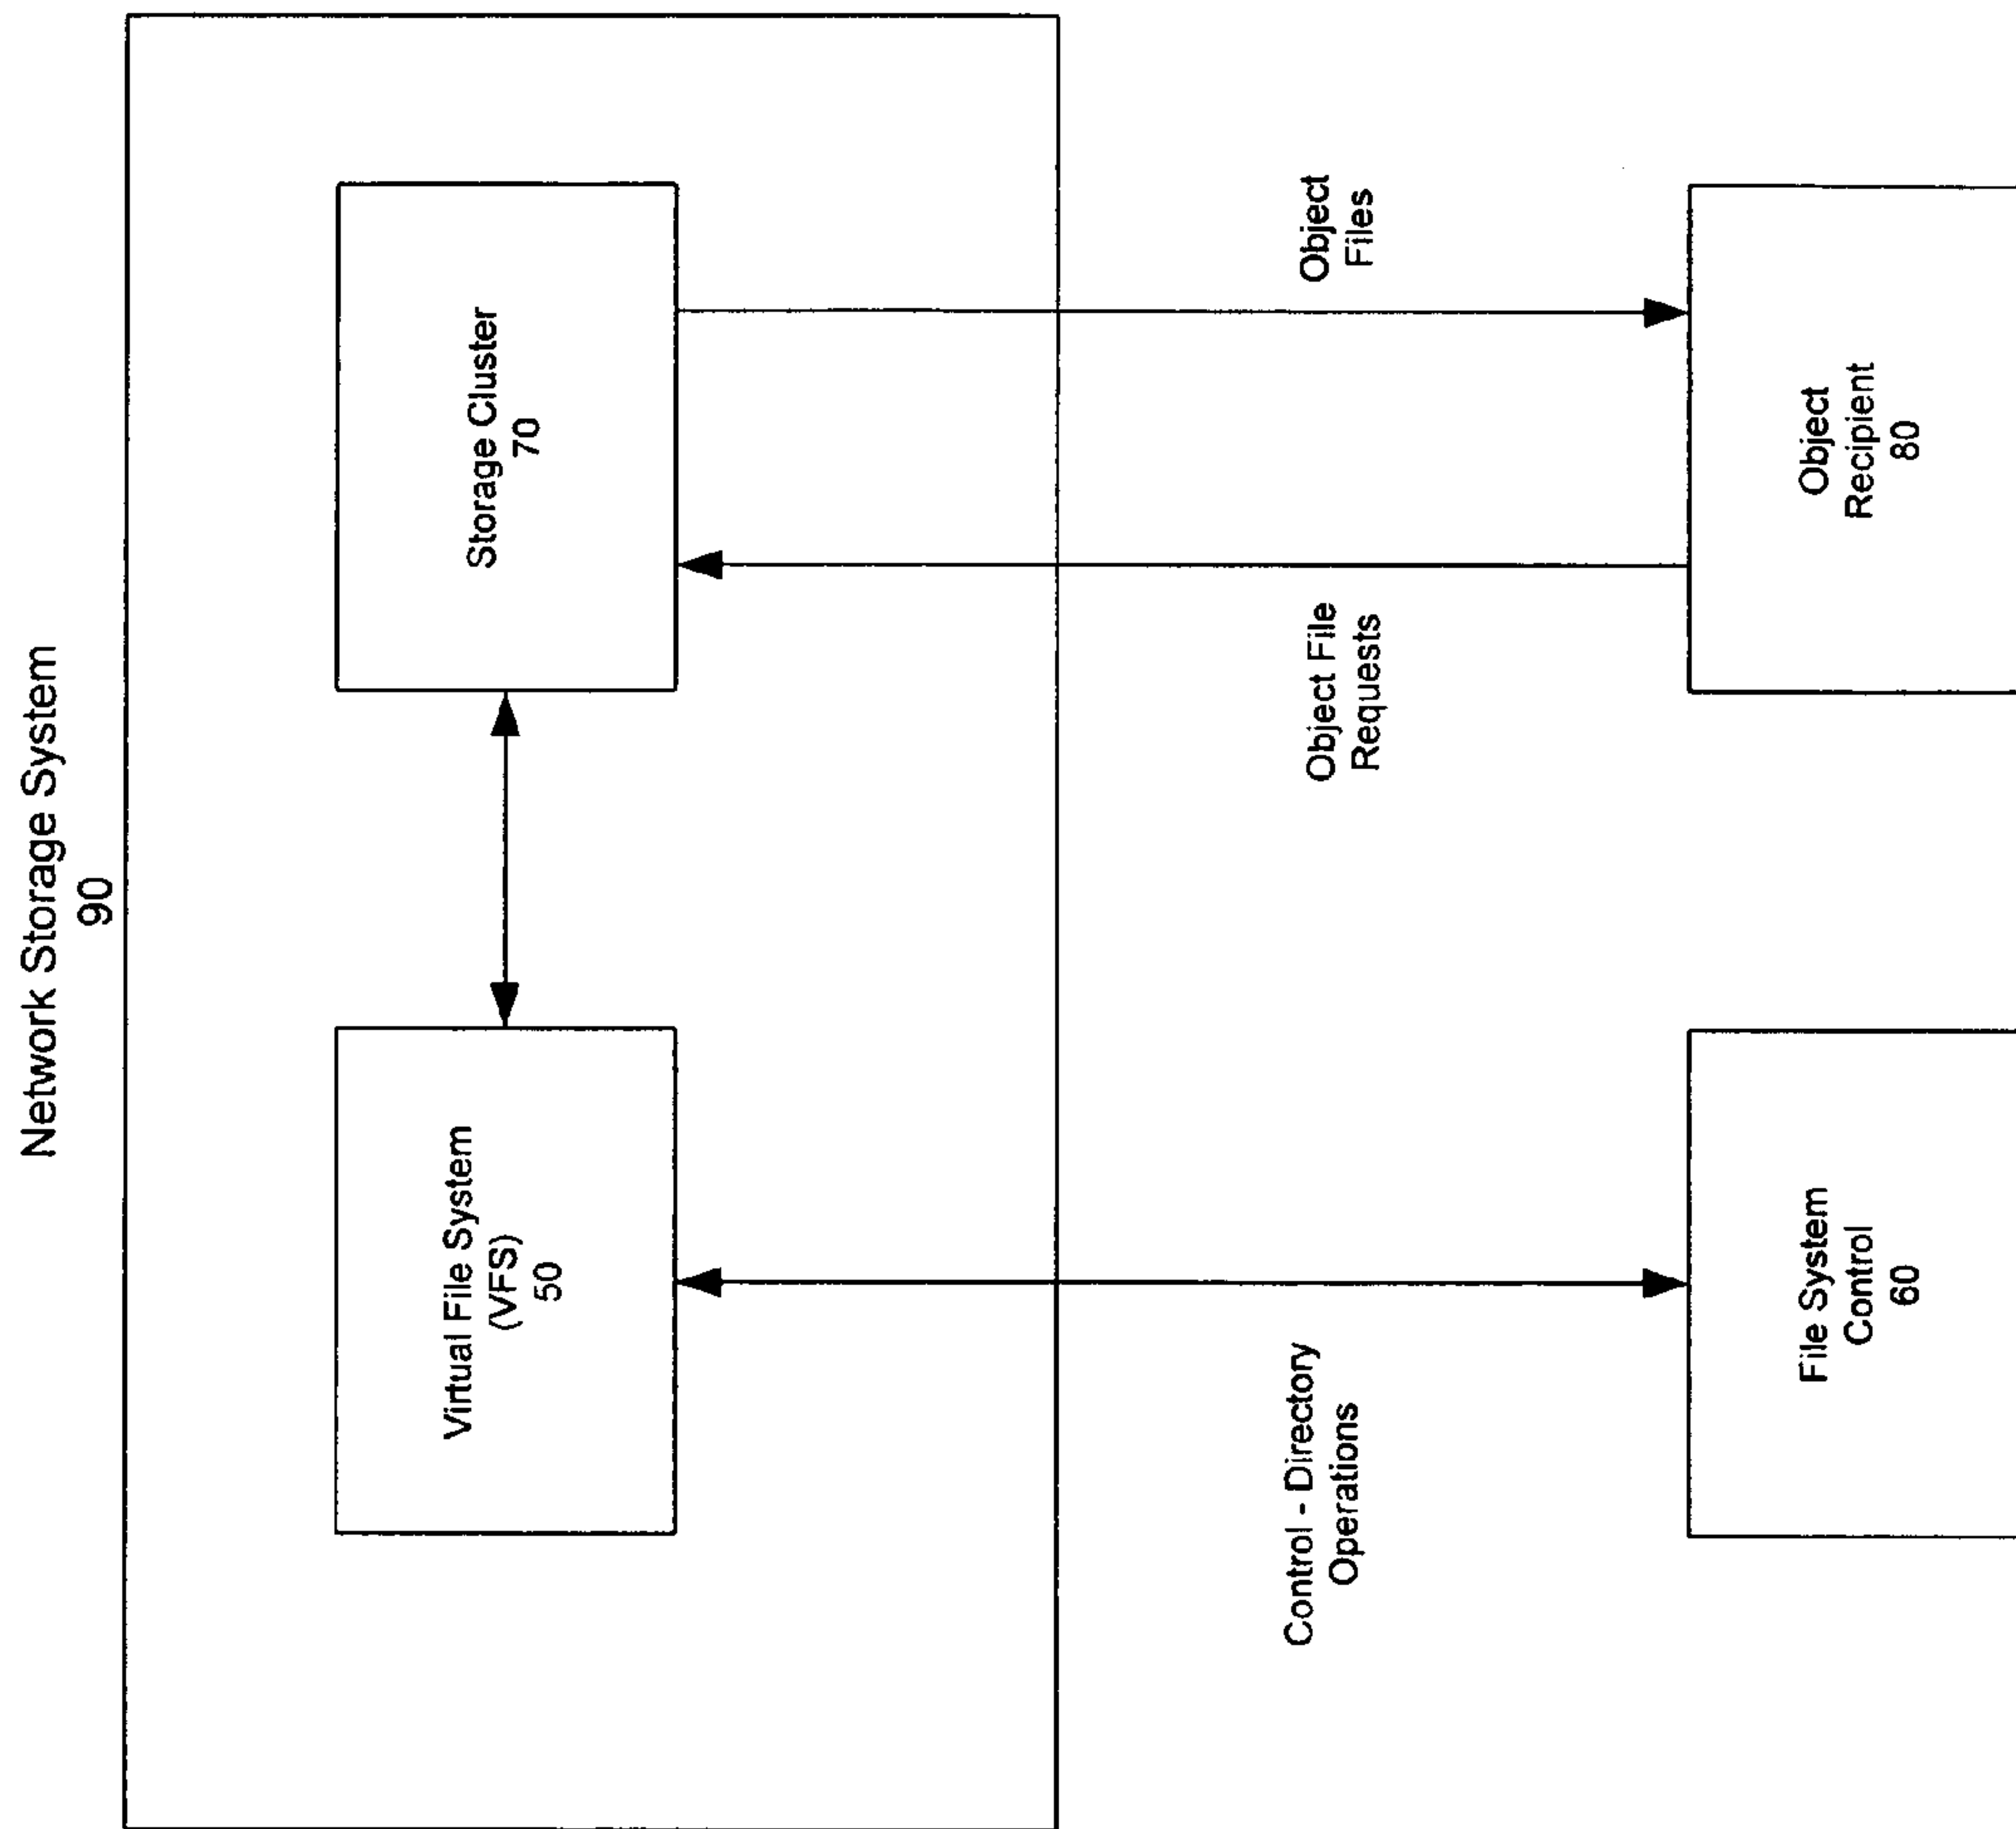 Network Storage System
90
Virtual File System
(VFS)
50
Storage Cluster
70
Control - Directory
Operations
Object File
Requests
Object
Files
File System
Control
60
Object
Recipient
80